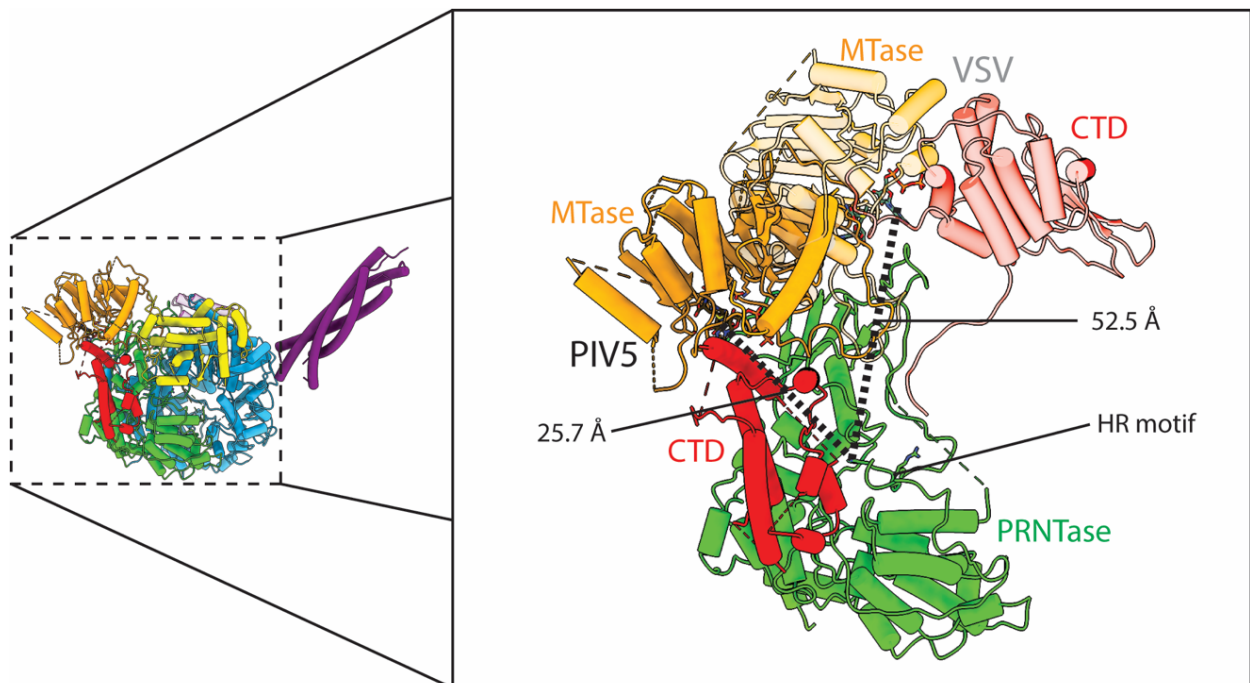 MTase
VSV
CTD
MTase
52.5 Å
PIV5
25.7 Å
HR motif
CTD
PRNTase